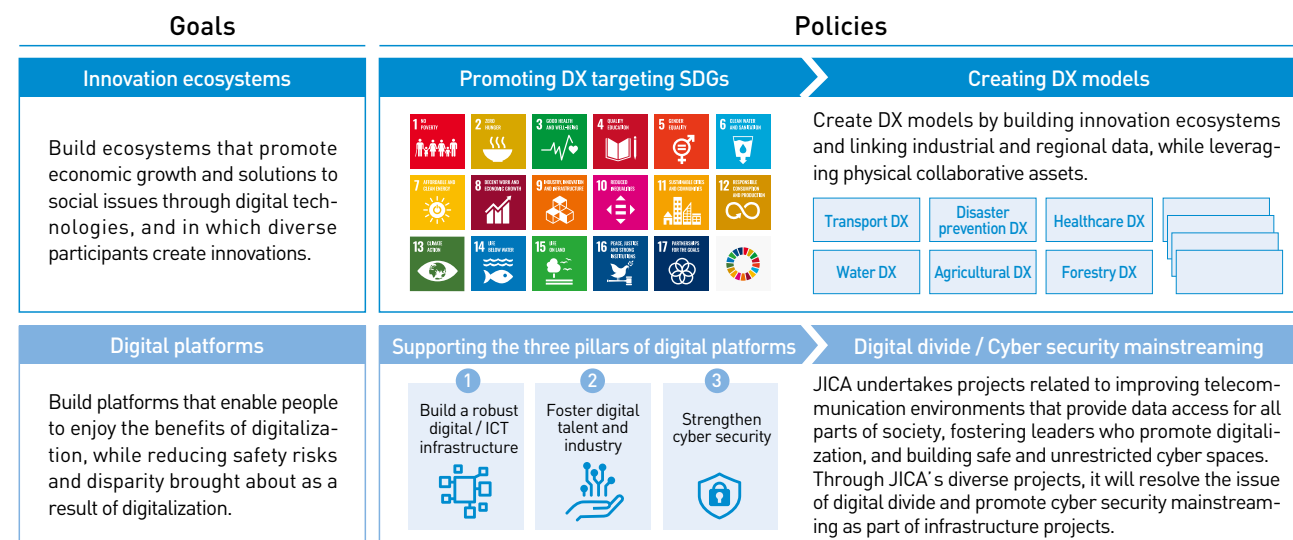 Goals
Policies
Innovation ecosystems
Build ecosystems that promote
economic growth and solutions to
social issues through digital tech-
nologies, and in which diverse
participants create innovations.
Promoting DX targeting SDGs
1 NO
POVERTY
2 ZERO
HUNGER
3 GOOD HEALTH
AND WELL-BEING
4 QUALITY
EDUCATION
5 GENDER
EQUALITY
6 CLEAN WATER
AND SANITATION
7 AFFORDABLE AND
CLEAN ENERGY
8 DECENT WORK AND
ECONOMIC GROWTH
9 INDUSTRY, INNOVATION
AND INFRASTRUCTURE
10 REDUCED
INEQUALITIES
11 SUSTAINABLE CITIES
AND COMMUNITIES
12 RESPONSIBLE
CONSUMPTION
AND PRODUCTION
13 CLIMATE
ACTION
14 LIFE
BELOW WATER
15 LIFE
ON LAND
16 PEACE, JUSTICE
AND STRONG
INSTITUTIONS
17 PARTNERSHIPS
FOR THE GOALS
Creating DX models
Create DX models by building innovation ecosystems
and linking industrial and regional data, while leverag-
ing physical collaborative assets.
Transport DX
Disaster
prevention DX
Healthcare DX
Water DX
Agricultural DX
Forestry DX
Digital platforms
Build platforms that enable people
to enjoy the benefits of digitaliza-
tion, while reducing safety risks
and disparity brought about as a
result of digitalization.
Supporting the three pillars of digital platforms
1
Build a robust
digital / ICT
infrastructure
2
Foster digital
talent and
industry
3
Strengthen
cyber security
Digital divide / Cyber security mainstreaming
JICA undertakes projects related to improving telecom-
munication environments that provide data access for all
parts of society, fostering leaders who promote digitali-
zation, and building safe and unrestricted cyber spaces.
Through JICA's diverse projects, it will resolve the issue
of digital divide and promote cyber security mainstream-
ing as part of infrastructure projects.